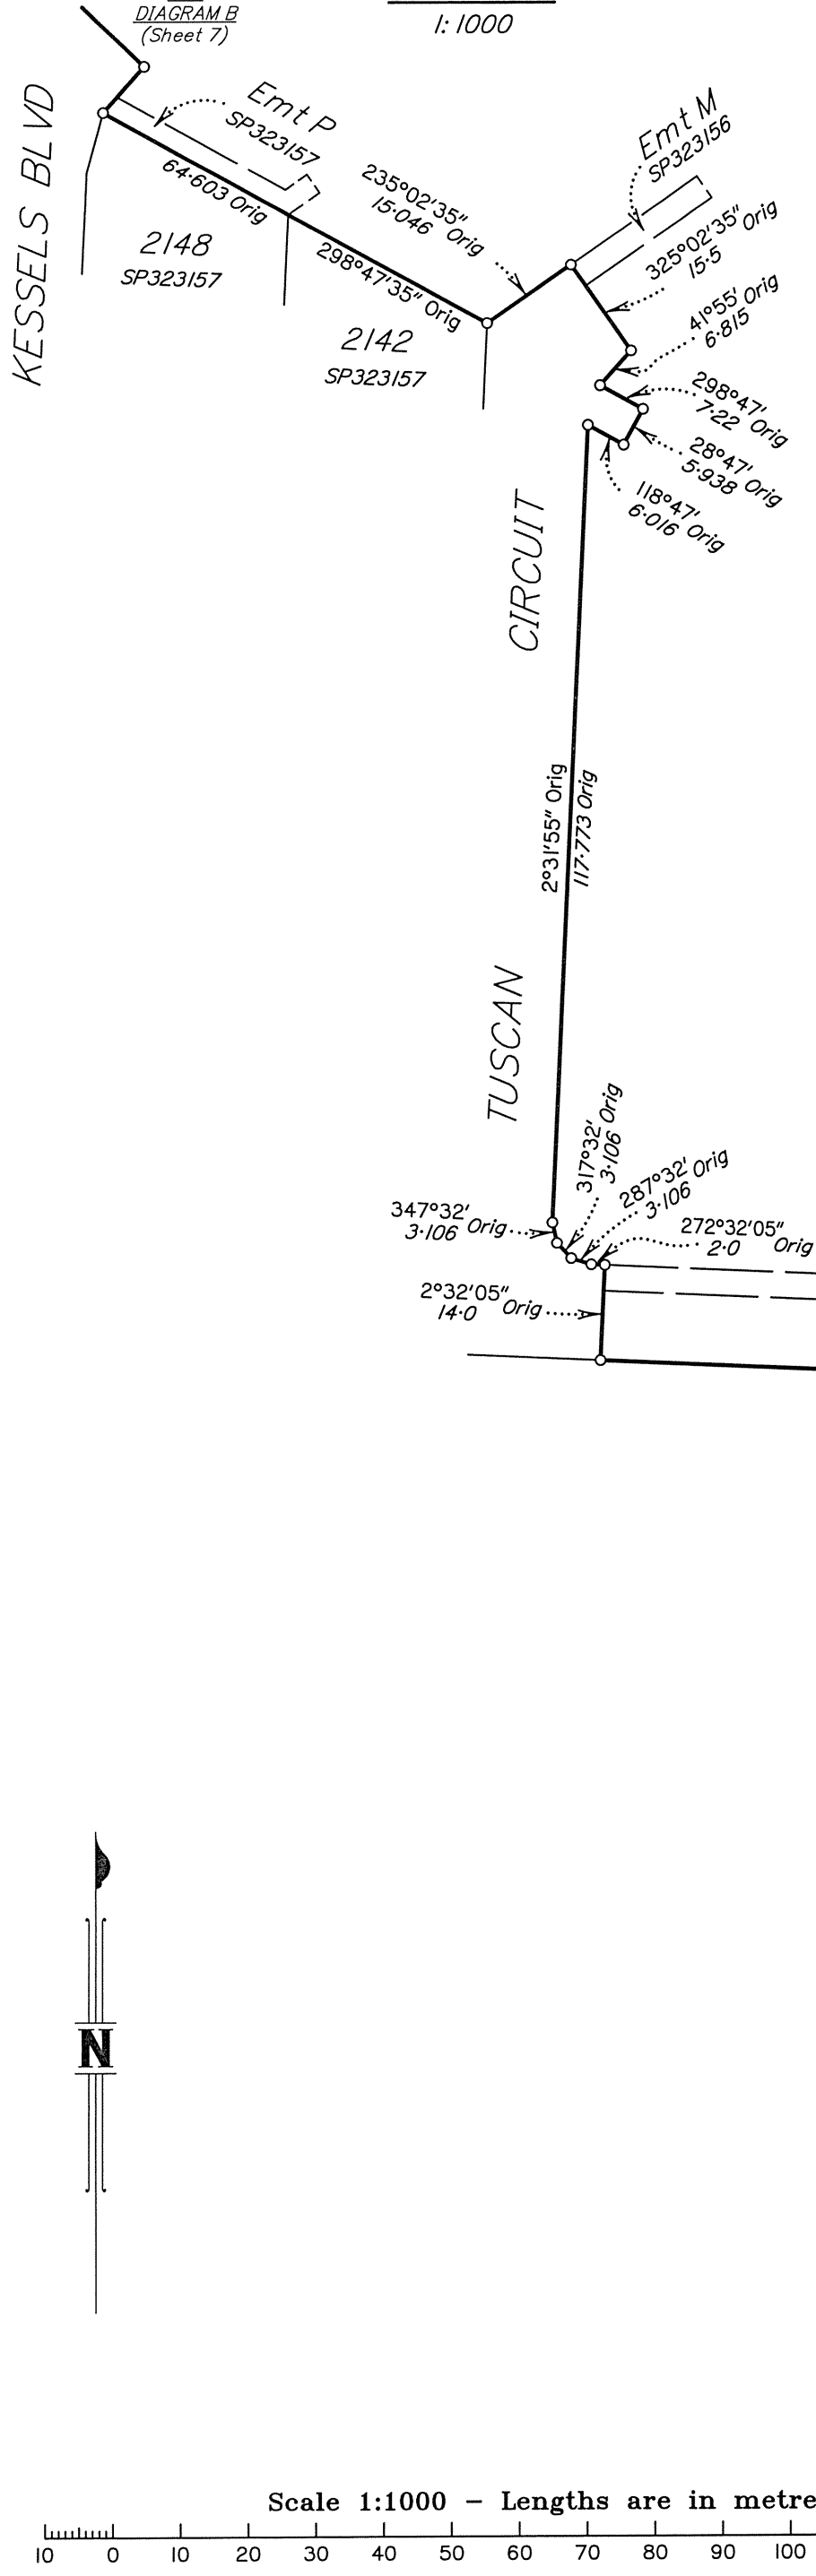 DIAGRAM B
(Sheet 7)
1:1000
KESSELS BLVD
Emt P
SP323157
64·603 Orig
2148
SP323157
298°47'35" Orig
2142
SP323157
235°02'35"
15·046 Orig
Emt M
SP323156
325°02'35" Orig
15·5
41°55' Orig
6·815
298°47'
7·22 Orig
28°47'
5·938 Orig
118°47'
6·016 Orig
CIRCUIT
2°31'55" Orig
117·773 Orig
TUSCAN
317°32' Orig
3·106
287°32' Orig
3·106
347°32'
3·106 Orig
272°32'05"
2·0 Orig
2°32'05"
14·0 Orig
N
Scale 1:1000 – Lengths are in metre
10 0 10 20 30 40 50 60 70 80 90 100